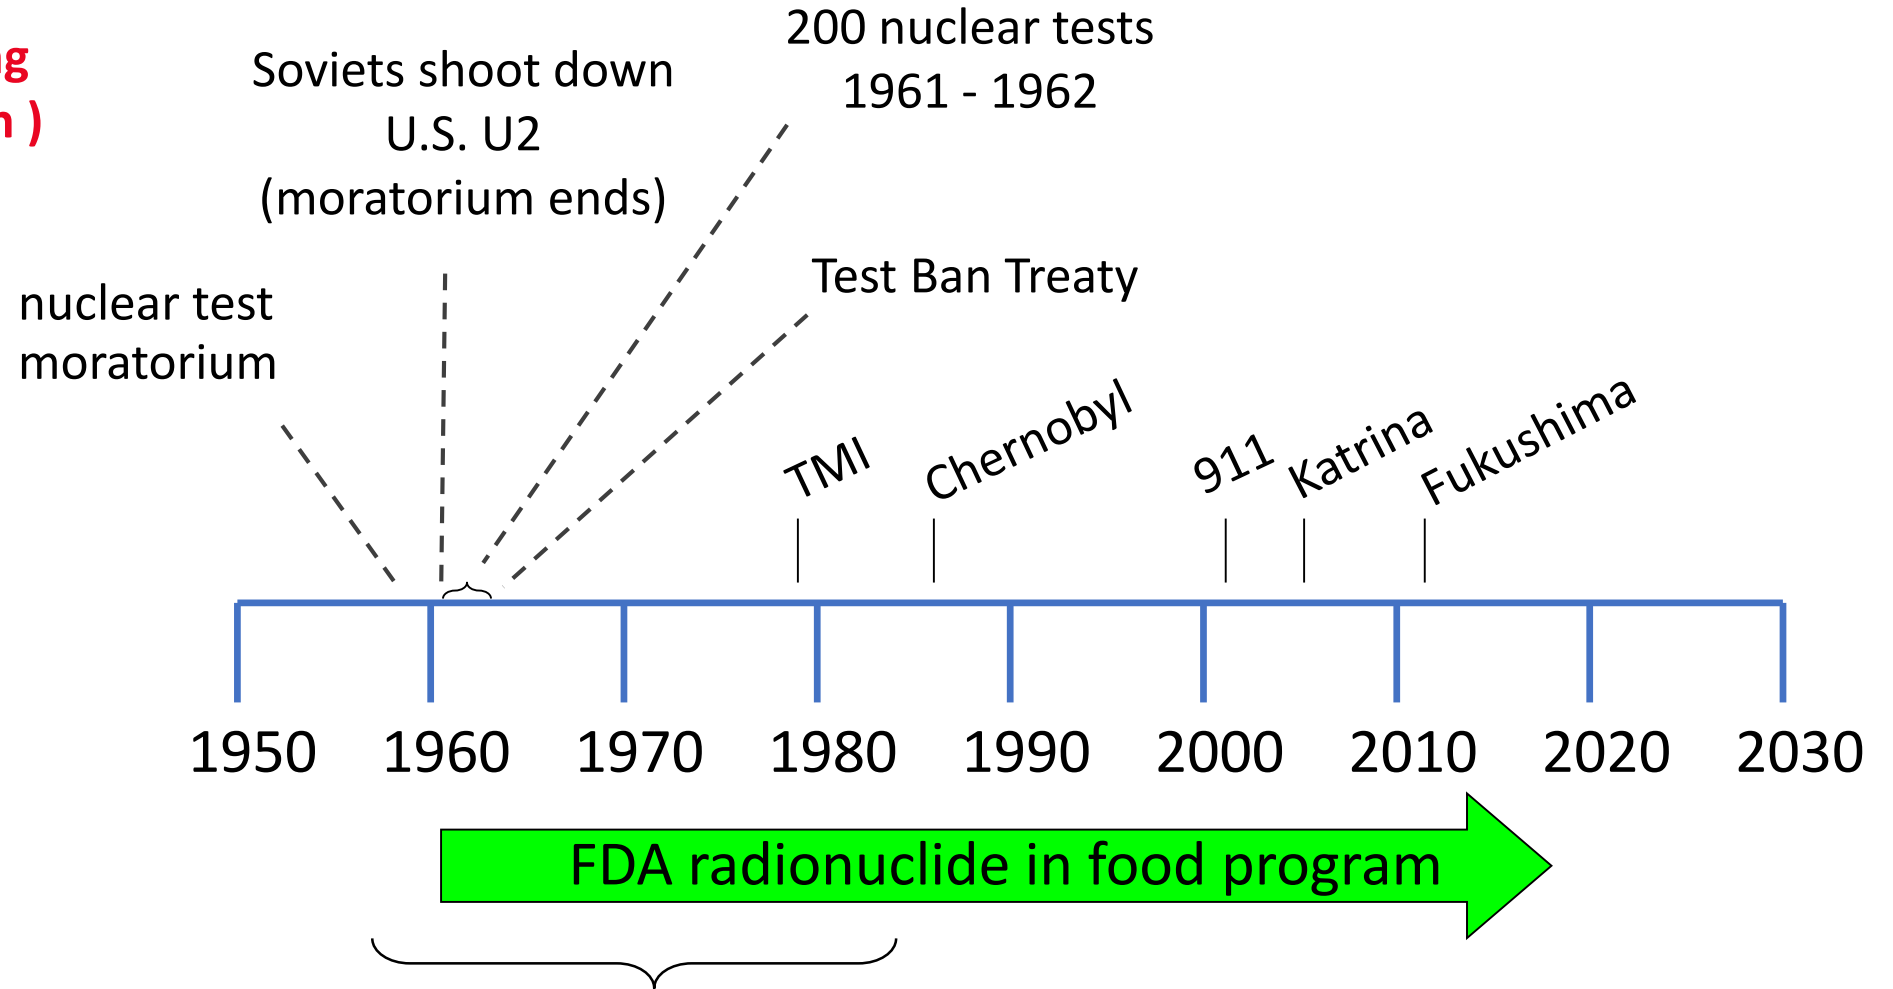 200 nuclear tests
1961 - 1962
Soviets shoot down
U.S. U2
(moratorium ends)
Test Ban Treaty
nuclear test
moratorium
TMI
Chernobyl
911
Katrina
Fukushima
1950 1960 1970 1980 1990 2000 2010 2020 2030
FDA radionuclide in food program